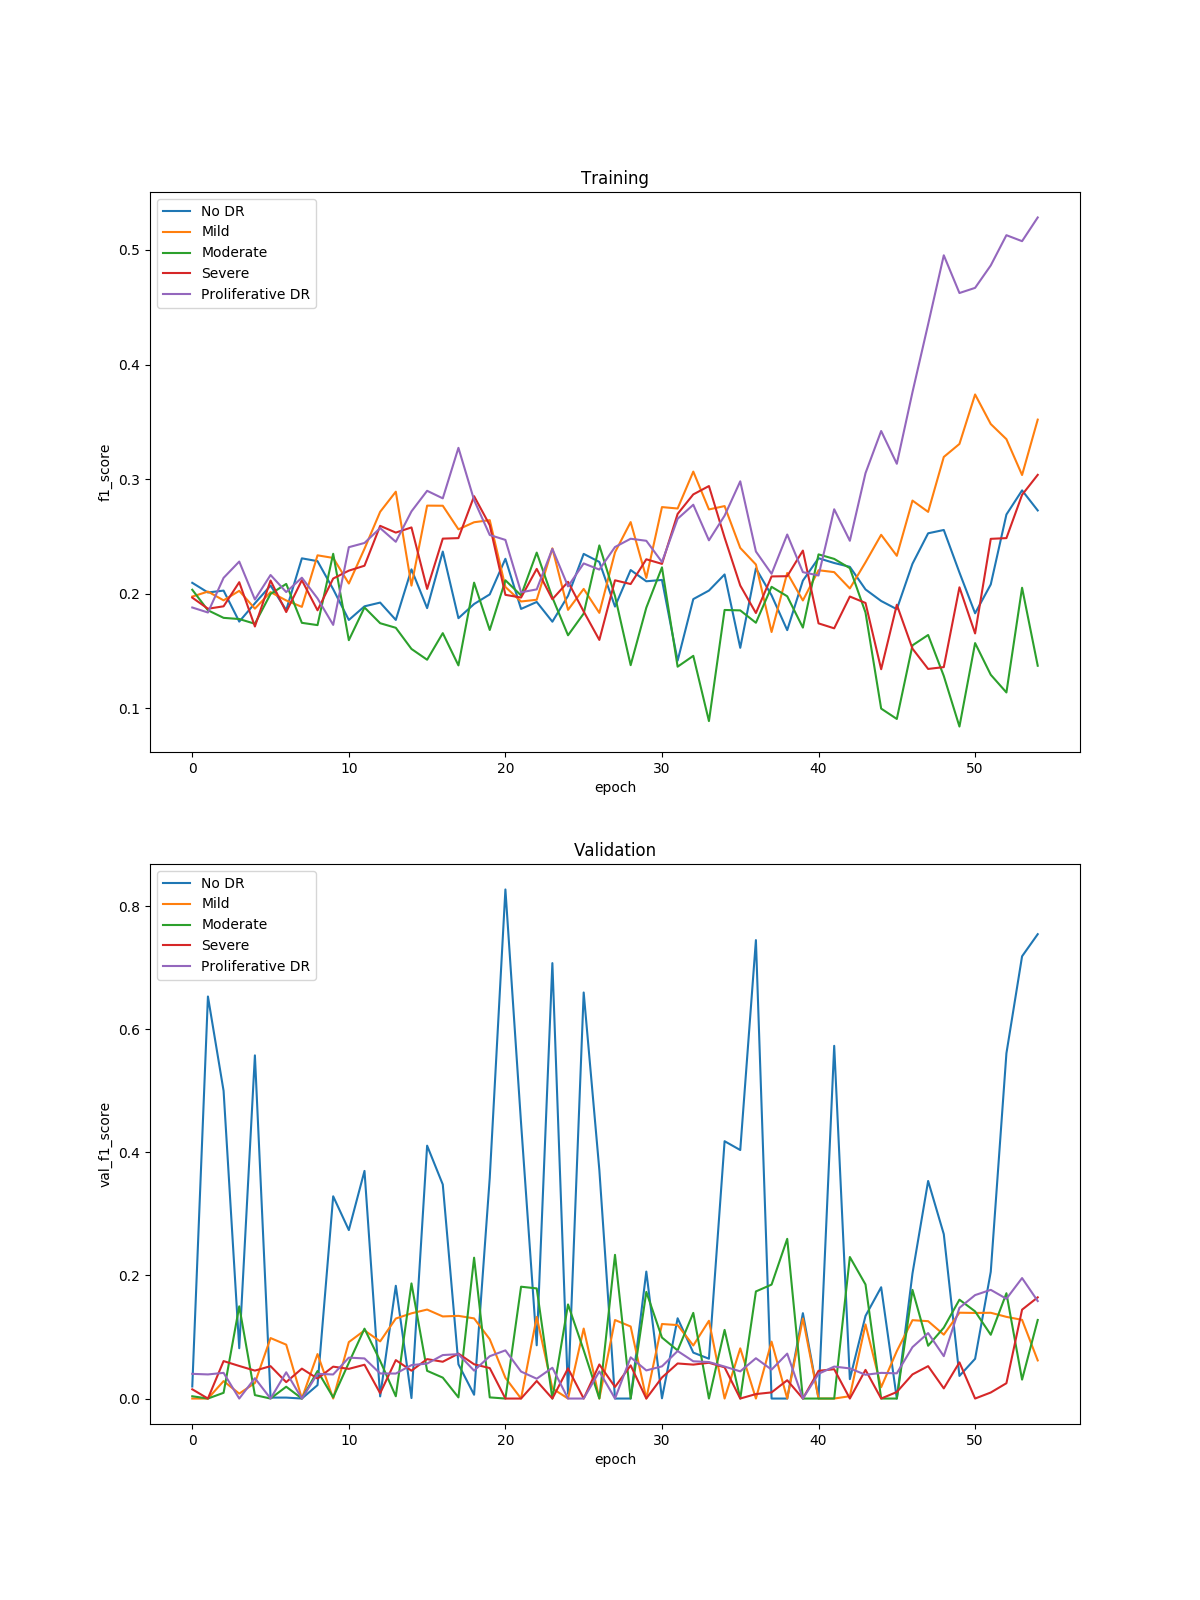 Training
No DR
Mild
Moderate
Severe
Proliferative DR
0.5
0.4
0.3
0.2
0.1
f1_score
0 10 20 30 40 50
epoch
Validation
No DR
Mild
Moderate
Severe
Proliferative DR
0.8
0.6
0.4
0.2
0.0
val_f1_score
0 10 20 30 40 50
epoch